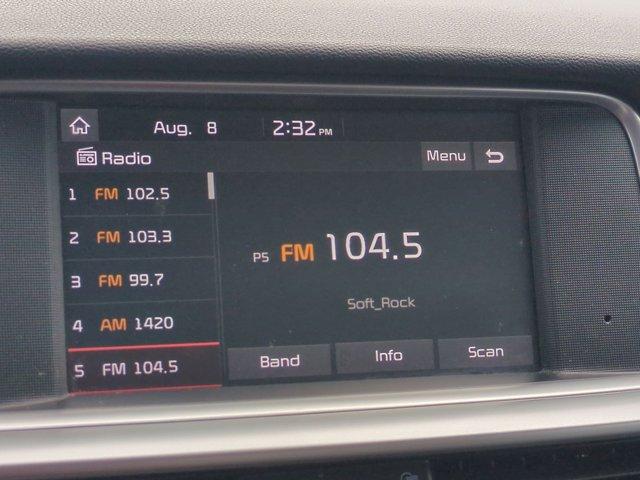 Aug. 8 2:32 PM
Radio Menu
1 FM 102.5
2 FM 103.3
3 FM 99.7
4 AM 1420
5 FM 104.5
P5 FM 104.5
Soft_Rock
Band Info Scan